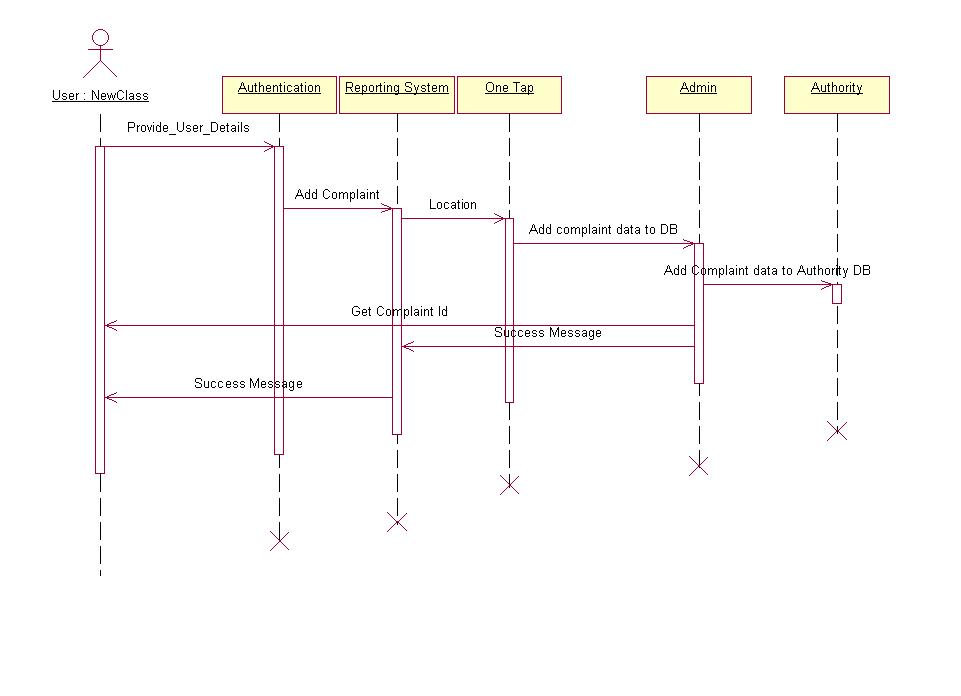 User : NewClass
Authentication
Reporting System
One Tap
Admin
Authority
Provide_User_Details
Add Complaint
Location
Add complaint data to DB
Add Complaint data to Authority DB
Get Complaint Id
Success Message
Success Message